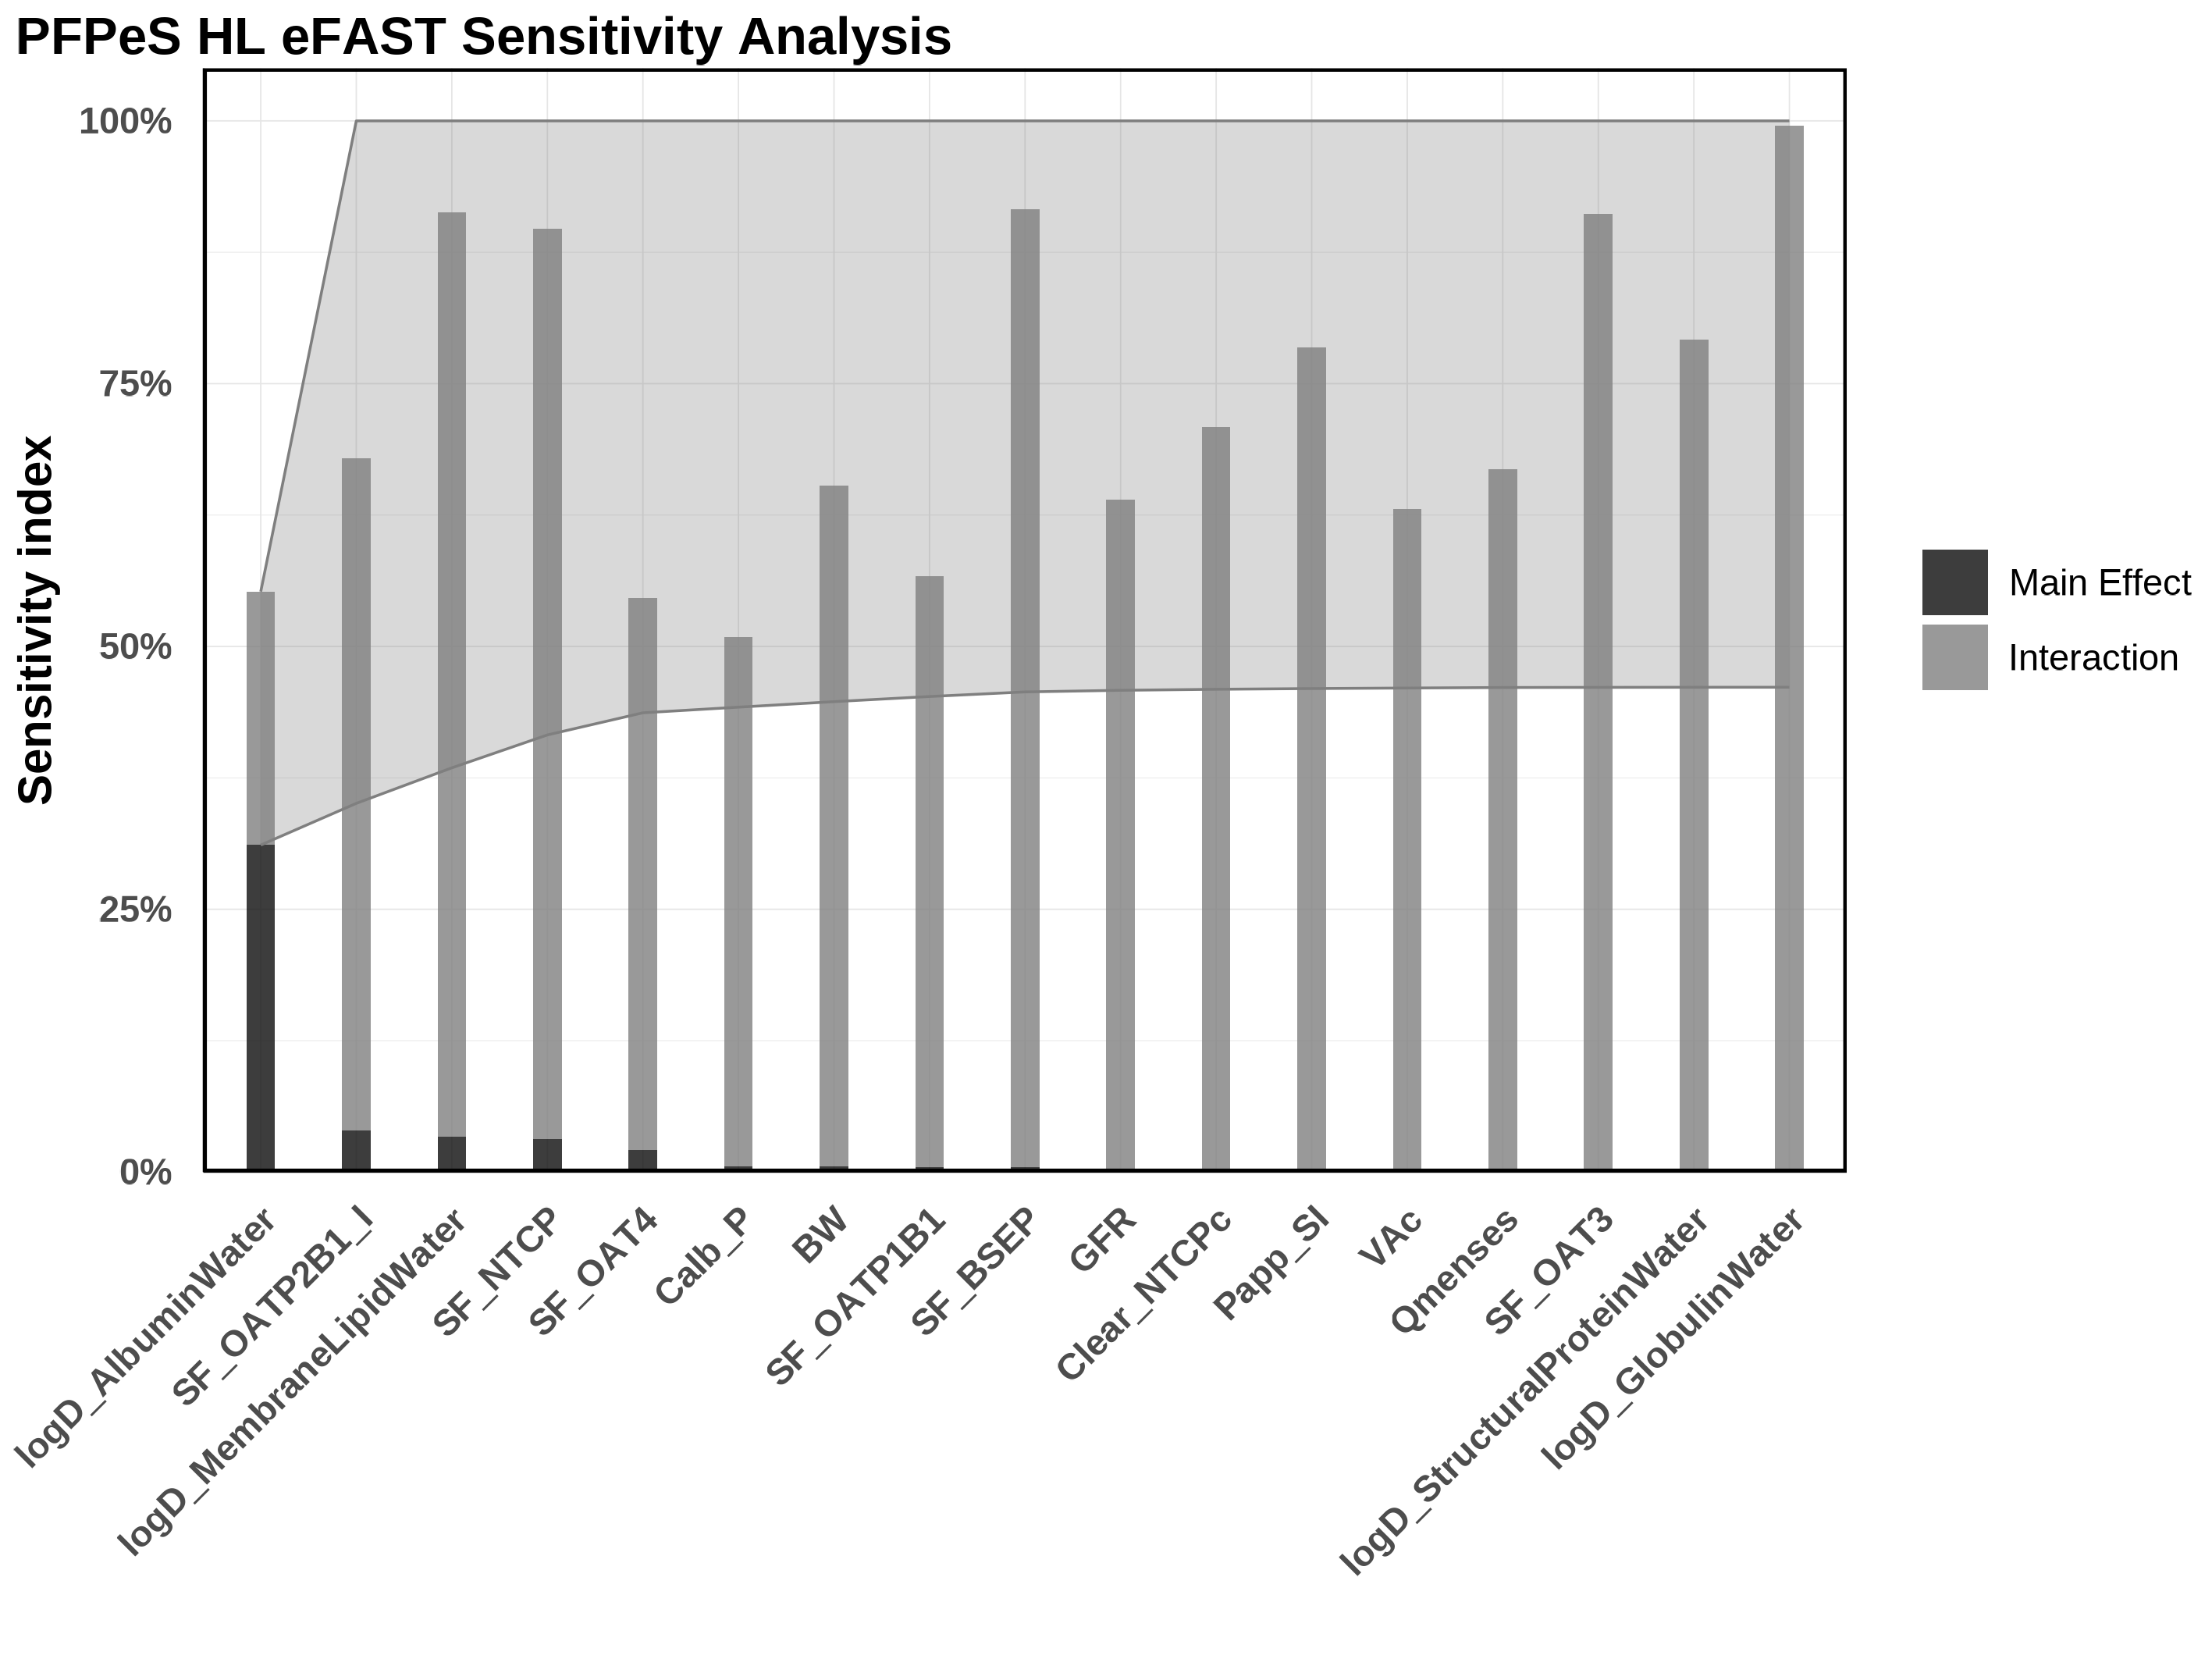 PFPeS HL eFAST Sensitivity Analysis
Sensitivity index
100%
75%
50%
25%
0%
logD_AlbuminWater
SF_OATP2B1_I
logD_MembraneLipidWater
SF_NTCP
SF_OAT4
Calb_P
BW
SF_OATP1B1
SF_BSEP
GFR
Clear_NTCPc
Papp_SI
VAc
Qmenses
SF_OAT3
logD_StructuralProteinWater
logD_GlobulinWater
Main Effect
Interaction